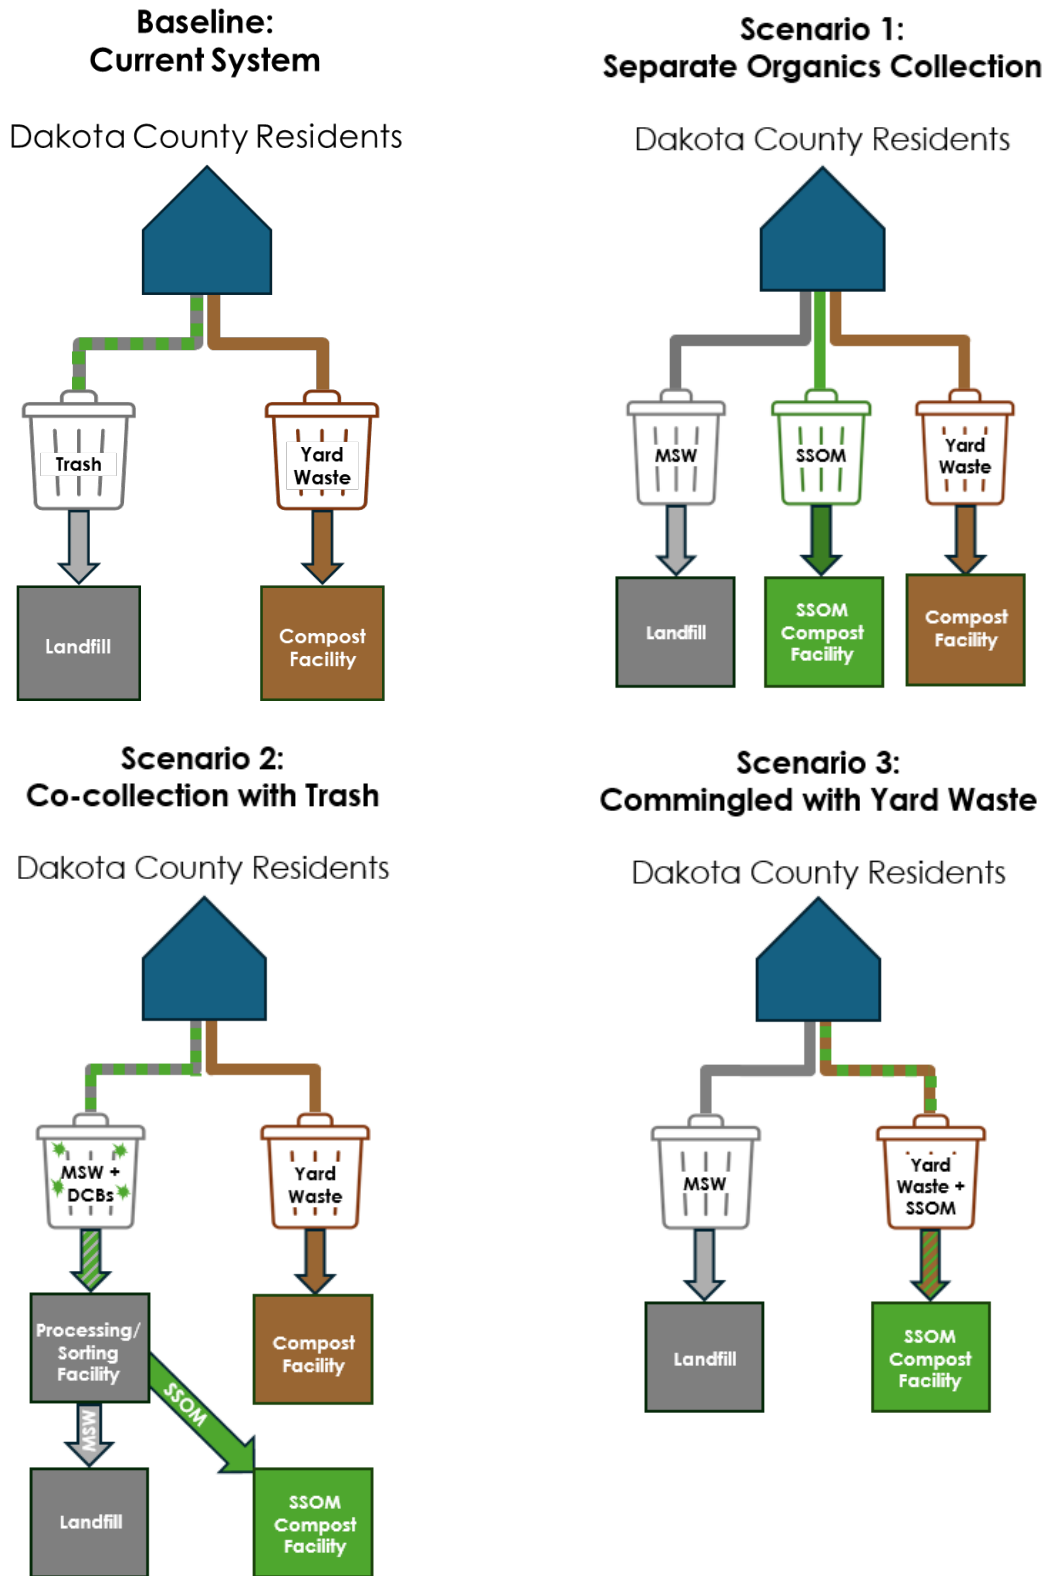 Baseline:
Current System
Dakota County Residents
Trash
Yard
Waste
Landfill
Compost
Facility
Scenario 1:
Separate Organics Collection
Dakota County Residents
MSW
SSOM
Yard
Waste
Landfill
SSOM
Compost
Facility
Compost
Facility
Scenario 2:
Co-collection with Trash
Dakota County Residents
MSW +
DCBs
Yard
Waste
Processing/
Sorting
Facility
Compost
Facility
SSOM
MSW
Landfill
SSOM
Compost
Facility
Scenario 3:
Commingled with Yard Waste
Dakota County Residents
MSW
Yard
Waste +
SSOM
Landfill
SSOM
Compost
Facility